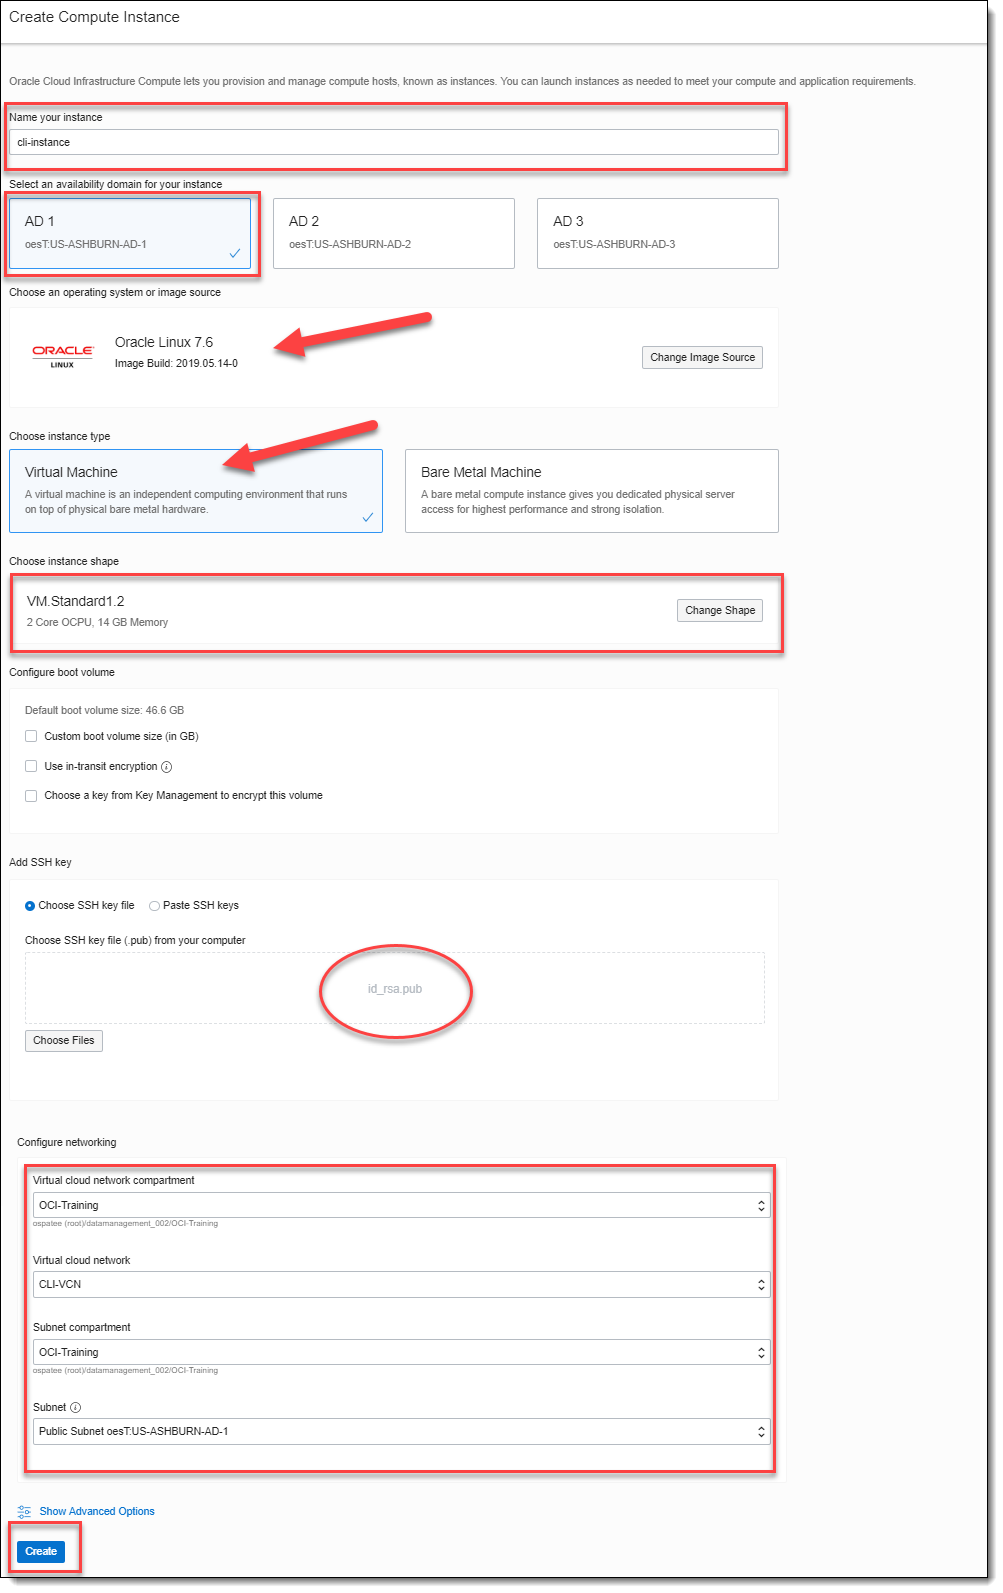 Create Compute Instance
Oracle Cloud Infrastructure Compute lets you provision and manage compute hosts, known as instances. You can launch instances as needed to meet your compute and application requirements.
Name your instance
cli-instance
Select an availability domain for your instance
AD 1
oesT:US-ASHBURN-AD-1
AD 2
oesT:US-ASHBURN-AD-2
AD 3
oesT:US-ASHBURN-AD-3
Choose an operating system or image source
ORACLE
LINUX
Oracle Linux 7.6
Image Build: 2019.05.14-0
Change Image Source
Choose instance type
Virtual Machine
A virtual machine is an independent computing environment that runs
on top of physical bare metal hardware.
Bare Metal Machine
A bare metal compute instance gives you dedicated physical server
access for highest performance and strong isolation.
Choose instance shape
VM.Standard1.2
2 Core OCPU, 14 GB Memory
Change Shape
Configure boot volume
Default boot volume size: 46.6 GB
Custom boot volume size (in GB)
Use in-transit encryption
Choose a key from Key Management to encrypt this volume
Add SSH key
Choose SSH key file
Paste SSH keys
Choose SSH key file (.pub) from your computer
id_rsa.pub
Choose Files
Configure networking
Virtual cloud network compartment
OCI-Training
ospatee (root)/datamanagement_002/OCI-Training
Virtual cloud network
CLI-VCN
Subnet compartment
OCI-Training
ospatee (root)/datamanagement_002/OCI-Training
Subnet
Public Subnet oesT:US-ASHBURN-AD-1
Show Advanced Options
Create